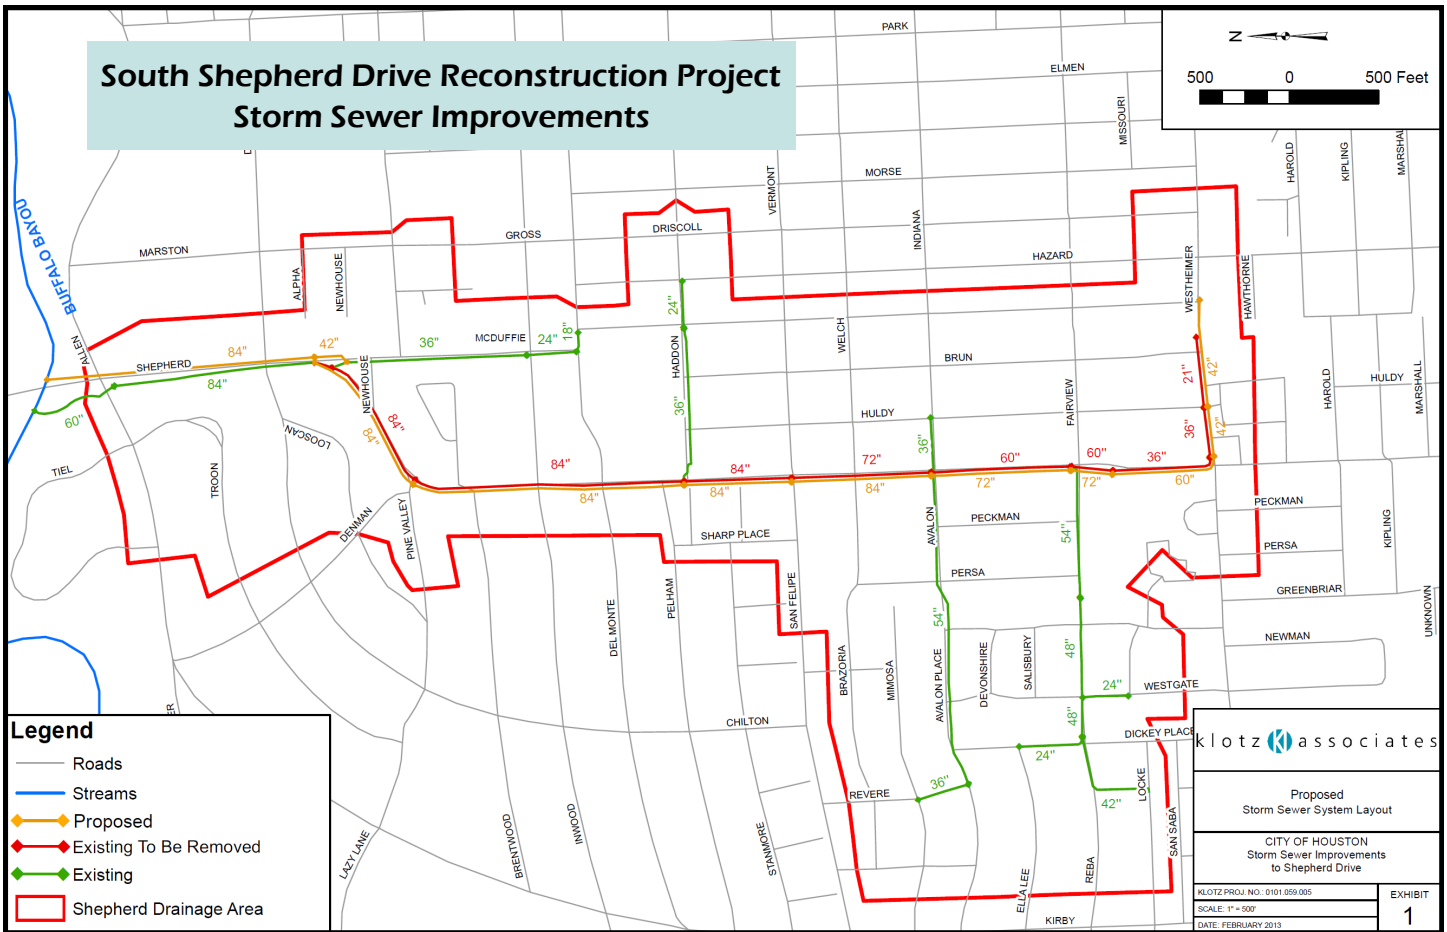 South Shepherd Drive Reconstruction Project
Storm Sewer Improvements
N
500 0 500 Feet
PARK
ELMEN
MISSOURI
MORSE
VERMONT
HAROLD
KIPLING
MARSHAL
BUFFALO BAYOU
MARSTON
GROSS
DRISCOLL
INDIANA
HAZARD
ALPHA
NEWHOUSE
WESTHEIMER
HAWTHORNE
ALLEN
SHEPHERD
84"
42"
36"
MCDUFFIE
24"
18"
24"
HADDON
36"
WELCH
BRUN
HULDY
FAIRVIEW
21"
42"
36"
42"
HAROLD
HULDY
MARSHALL
84"
60"
NEWHOUSE
84"
84"
LOOSCAN
TIEL
TROON
DENMAN
PINE VALLEY
84"
84"
84"
84"
72"
84"
36"
60"
72"
60"
72"
36"
60"
SHARP PLACE
AVALON
PECKMAN
54"
PERSA
PECKMAN
PERSA
KIPLING
GREENBRIAR
UNKNOWN
NEWMAN
DEL MONTE
PELHAM
SAN FELIPE
BRAZORIA
MIMOSA
54"
AVALON PLACE
DEVONSHIRE
SALISBURY
48"
24"
WESTGATE
48"
DICKEY PLACE
CHILTON
24"
36"
REVERE
42"
LOCKE
SAN SABA
LAZY LANE
BRENTWOOD
INWOOD
STANMORE
ELLA LEE
REBA
KIRBY
ER
Legend
Roads
Streams
Proposed
Existing To Be Removed
Existing
Shepherd Drainage Area
klotz associates
Proposed
Storm Sewer System Layout
CITY OF HOUSTON
Storm Sewer Improvements
to Shepherd Drive
KLOTZ PROJ. NO.: 0101.059.005
SCALE: 1" = 500'
DATE: FEBRUARY 2013
EXHIBIT
1